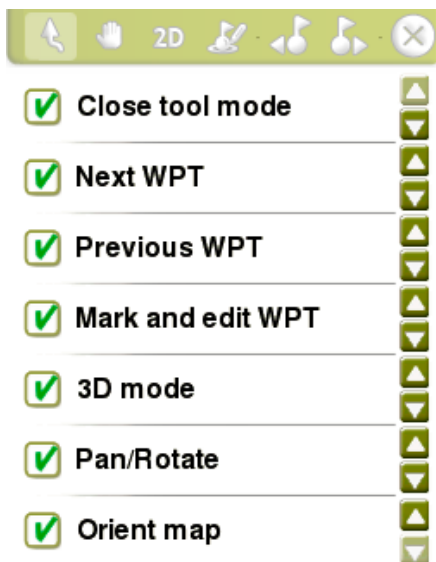 2D
Close tool mode
Next WPT
Previous WPT
Mark and edit WPT
3D mode
Pan/Rotate
Orient map